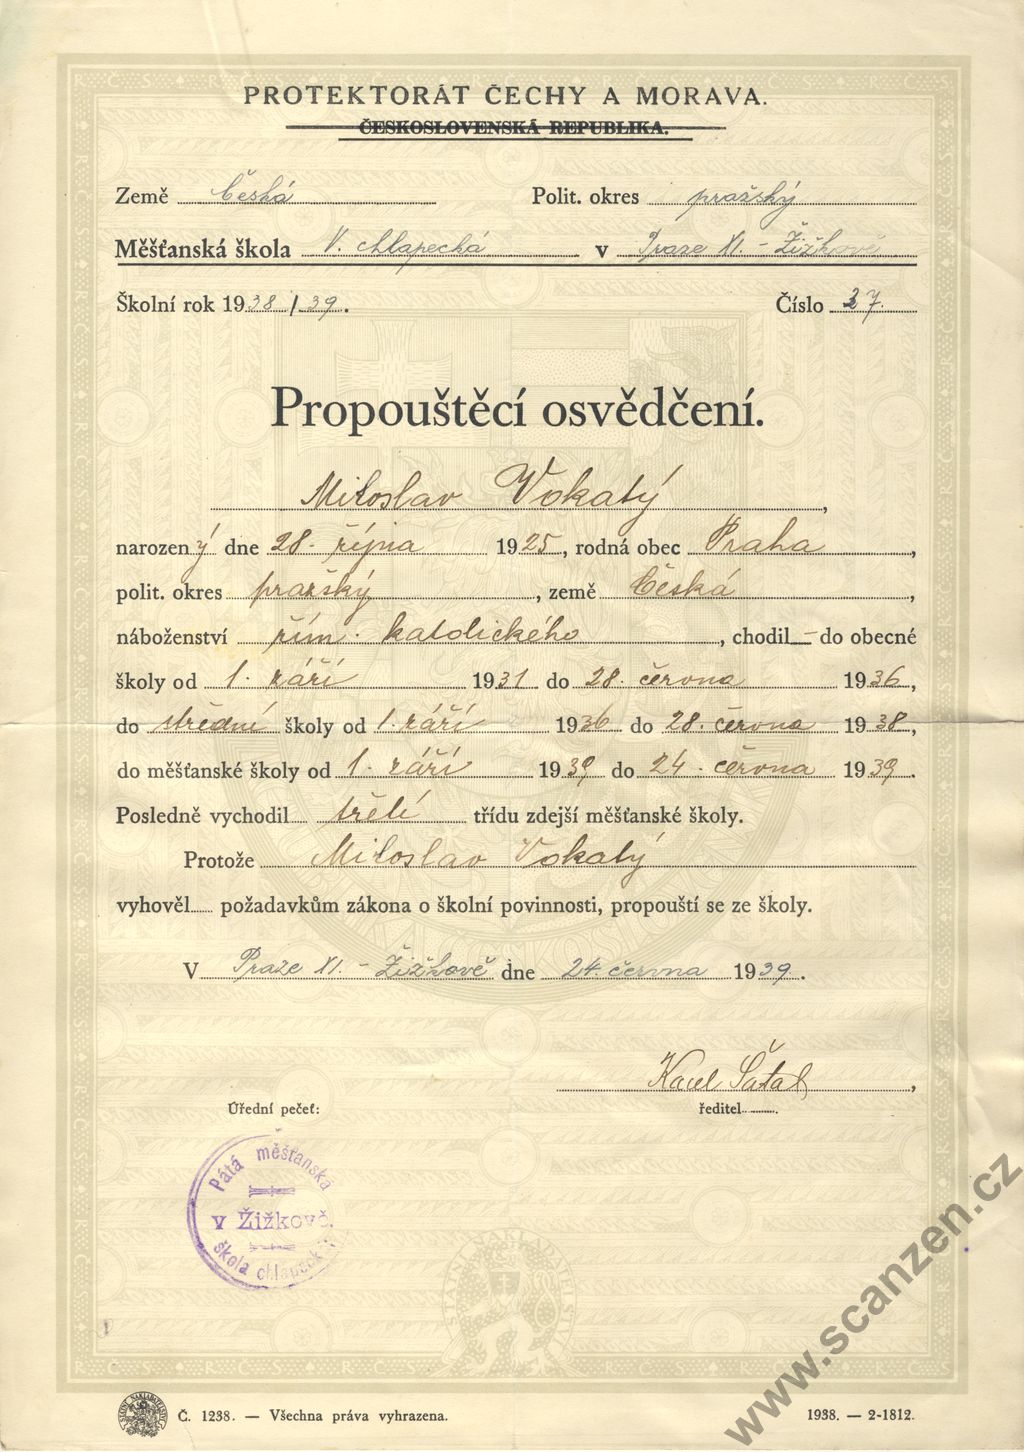 PROTEKTORÁT ČECHY A MORAVA.
ČESKOSLOVENSKÁ REPUBLIKA.
Země Česká Polit. okres pražský
Měšťanská škola V. chlapecká v Praze XI. - Žižkově
Školní rok 1938/39. Číslo 27.
Propouštěcí osvědčení.
Miloslav Vokatý,
narozený dne 28. října 1925, rodná obec Praha,
polit. okres pražský, země Česká,
náboženství řím. katolického, chodil – do obecné
školy od 1. září 1931 do 28. června 1936,
do střední školy od 1. září 1936 do 28. června 1938,
do měšťanské školy od 1. září 1939 do 24. června 1939.
Posledně vychodil třetí třídu zdejší měšťanské školy.
Protože Miloslav Vokatý
vyhověl požadavkům zákona o školní povinnosti, propouští se ze školy.
V Praze XI. - Žižkově dne 24. června 1939.
Karel Šatal,
Úřední pečeť: ředitel
Pátá měšťanská
v Žižkově.
škola chlapecká
STÁTNÍ NAKLADATELSTVÍ
Č. 1238. — Všechna práva vyhrazena. 1938. — 2-1812.
www.scanzen.cz